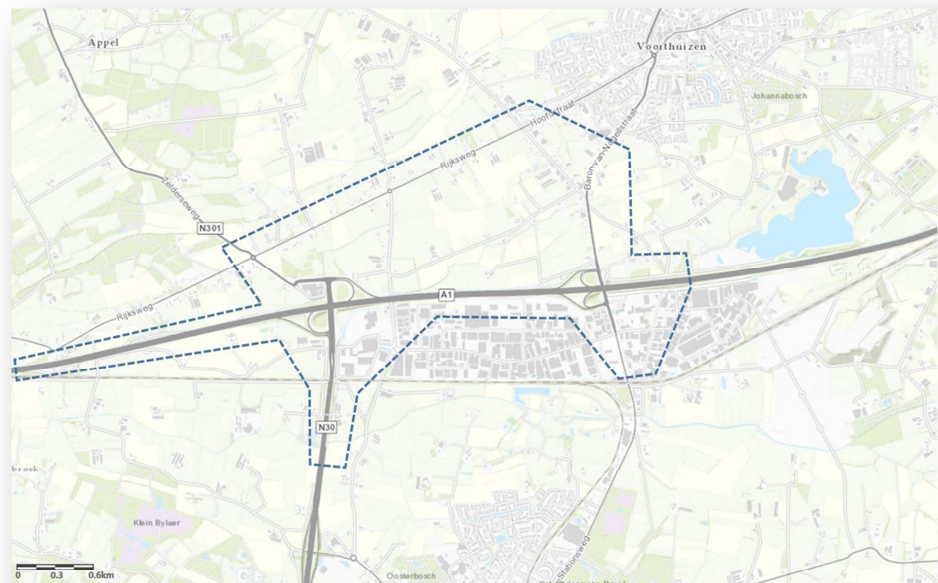 Appel
Voorthuizen
Johannabosch
Hoofdstraat
Baron van Nagellstraat
Rijksweg
Zelderseweg
N301
A1
Rijksweg
N30
broek
Klein Bylaer
Oosterbosch
Stationsweg
0 0.3 0.6km